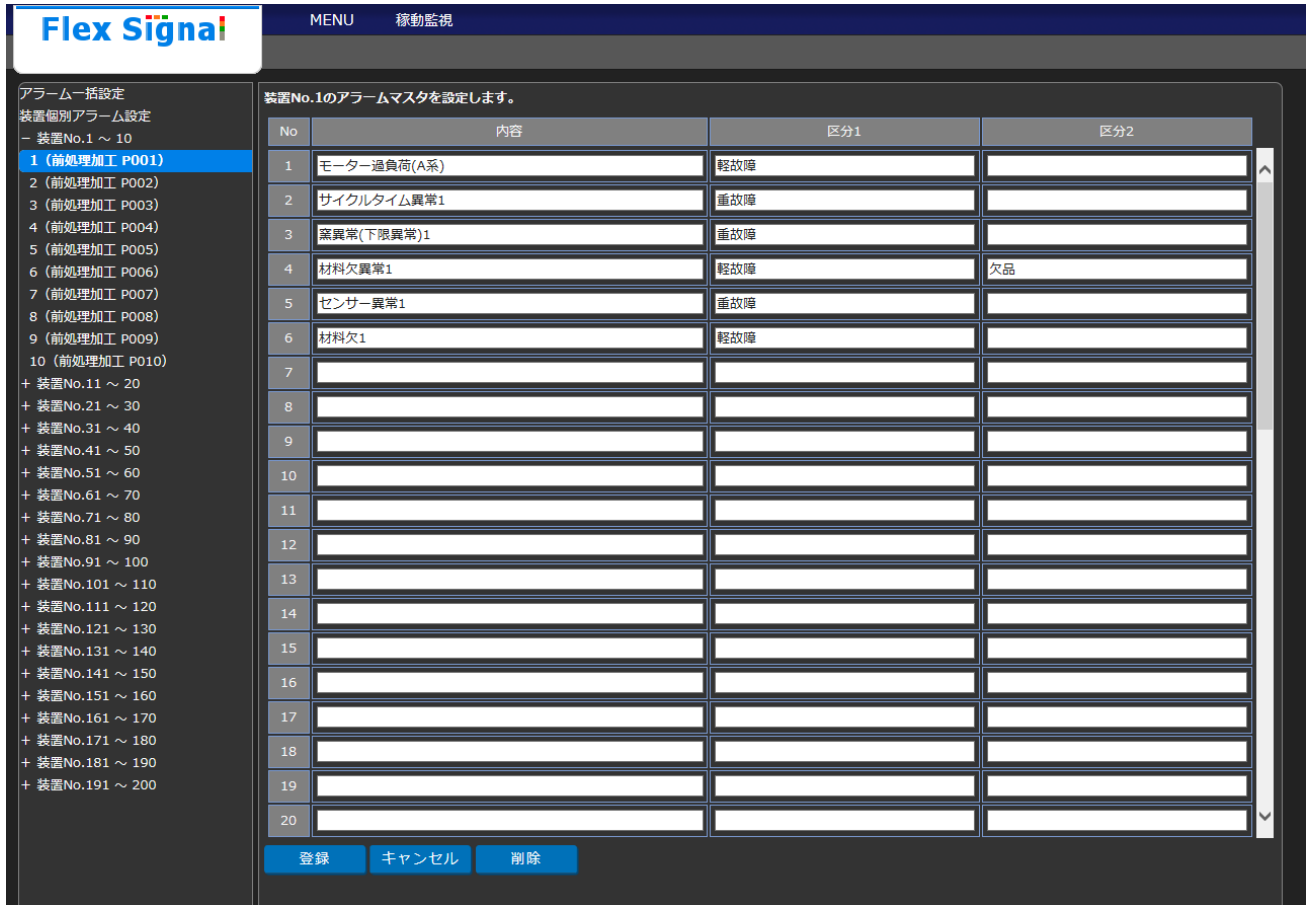 Flex Signal
MENU 稼動監視
アラーム一括設定
装置個別アラーム設定
− 装置No.1 ～ 10
1（前処理加工 P001）
2（前処理加工 P002）
3（前処理加工 P003）
4（前処理加工 P004）
5（前処理加工 P005）
6（前処理加工 P006）
7（前処理加工 P007）
8（前処理加工 P008）
9（前処理加工 P009）
10（前処理加工 P010）
+ 装置No.11 ～ 20
+ 装置No.21 ～ 30
+ 装置No.31 ～ 40
+ 装置No.41 ～ 50
+ 装置No.51 ～ 60
+ 装置No.61 ～ 70
+ 装置No.71 ～ 80
+ 装置No.81 ～ 90
+ 装置No.91 ～ 100
+ 装置No.101 ～ 110
+ 装置No.111 ～ 120
+ 装置No.121 ～ 130
+ 装置No.131 ～ 140
+ 装置No.141 ～ 150
+ 装置No.151 ～ 160
+ 装置No.161 ～ 170
+ 装置No.171 ～ 180
+ 装置No.181 ～ 190
+ 装置No.191 ～ 200
装置No.1のアラームマスタを設定します。
No 内容 区分1 区分2
1 モーター過負荷(A系) 軽故障
2 サイクルタイム異常1 重故障
3 窯異常(下限異常)1 重故障
4 材料欠異常1 軽故障 欠品
5 センサー異常1 重故障
6 材料欠1 軽故障
7
8
9
10
11
12
13
14
15
16
17
18
19
20
登録 キャンセル 削除